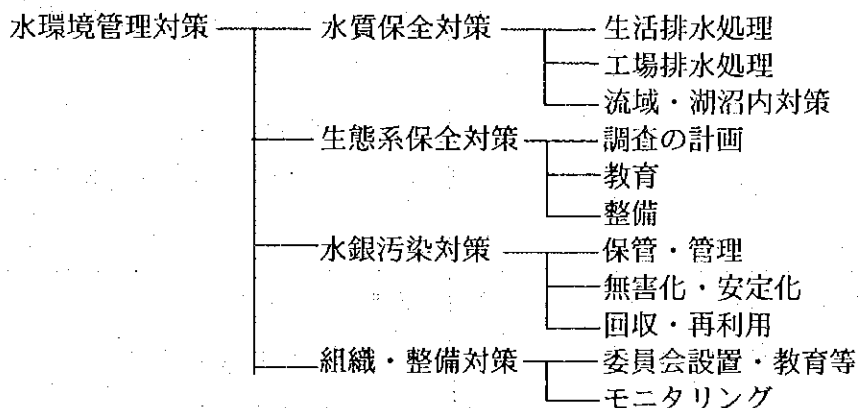 水環境管理対策 水質保全対策 生活排水処理
工場排水処理
流域・湖沼内対策
生態系保全対策 調査の計画
教育
整備
水銀汚染対策 保管・管理
無害化・安定化
回収・再利用
組織・整備対策 委員会設置・教育等
モニタリング